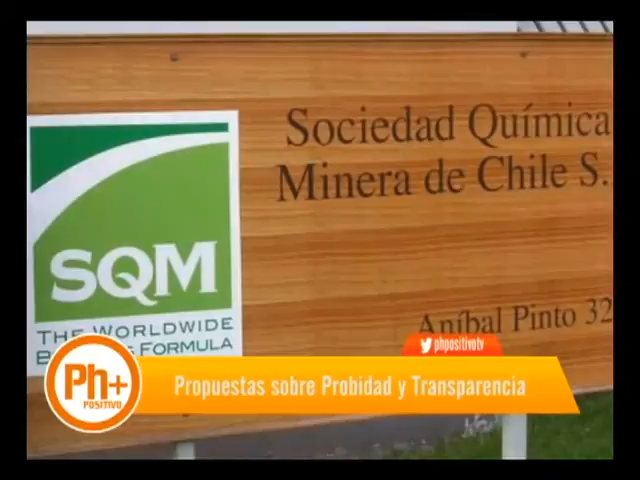 Sociedad Química
Minera de Chile S.
SQM
THE WORLDWIDE
FORMULA
Aníbal Pinto 32
phpositivotv
Ph+
POSITIVO
Propuestas sobre Probidad y Transparencia